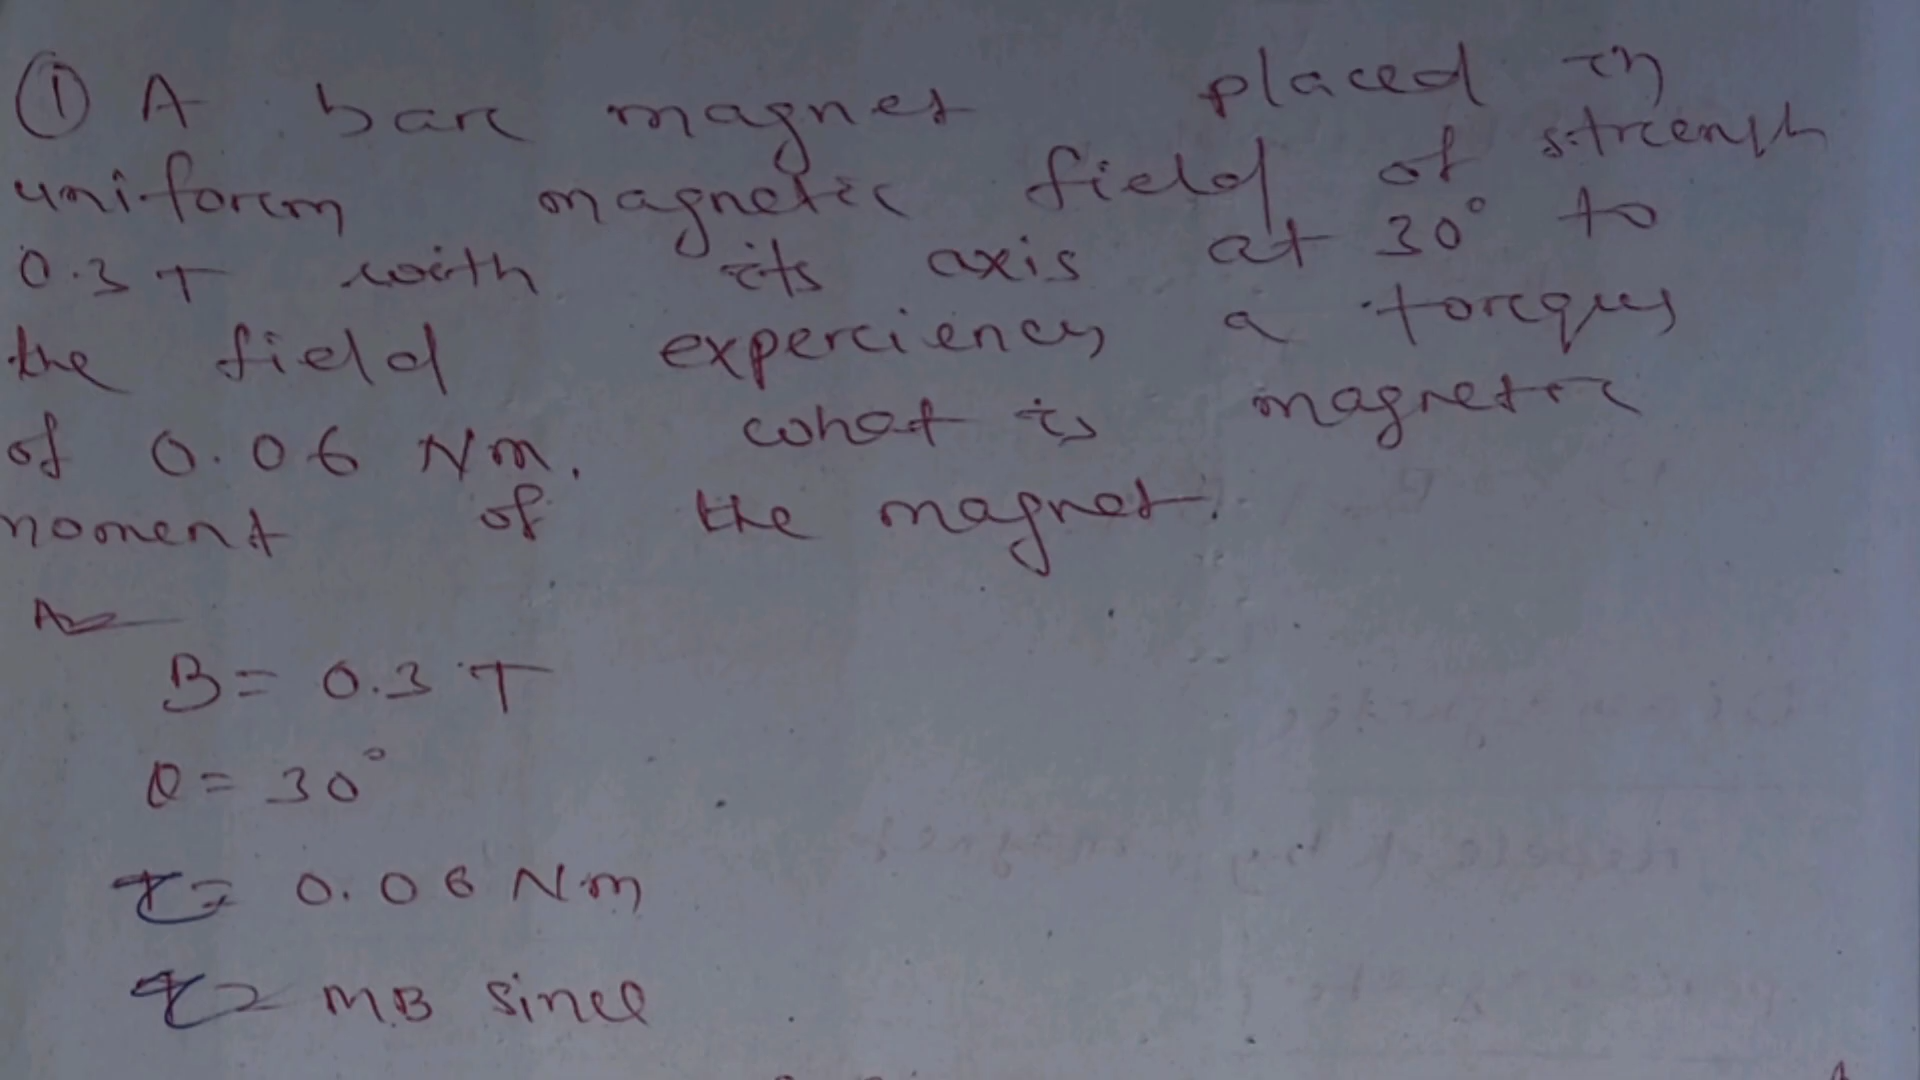 ① A bar magnet placed in
uniform magnetic field of strength
0.3 T with its axis at 30° to
the field experiences a torques
of 0.06 Nm. what is magnetic
moment of the magnet.
Ans
B = 0.3 T
θ = 30°
τ = 0.06 Nm
τ = MB sinθ